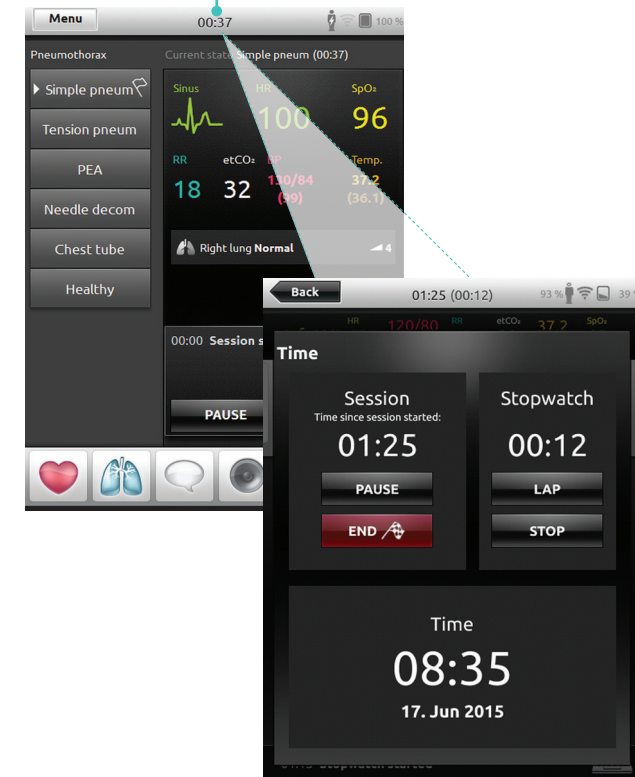 Menu
00:37
100 %
Pneumothorax
Current state Simple pneum (00:37)
Simple pneum
Tension pneum
PEA
Needle decom
Chest tube
Healthy
Sinus
HR
SpO₂
100
96
RR
etCO₂
BP
Temp.
18
32
130/84
(99)
37.2
(36.1)
Right lung Normal
4
00:00 Session s
PAUSE
Back
01:25 (00:12)
93 %
39
HR
120/80
RR
etCO₂
37.2
SpO₂
Time
Session
Time since session started:
01:25
PAUSE
END
Stopwatch
00:12
LAP
STOP
Time
08:35
17. Jun 2015
Stopwatch started